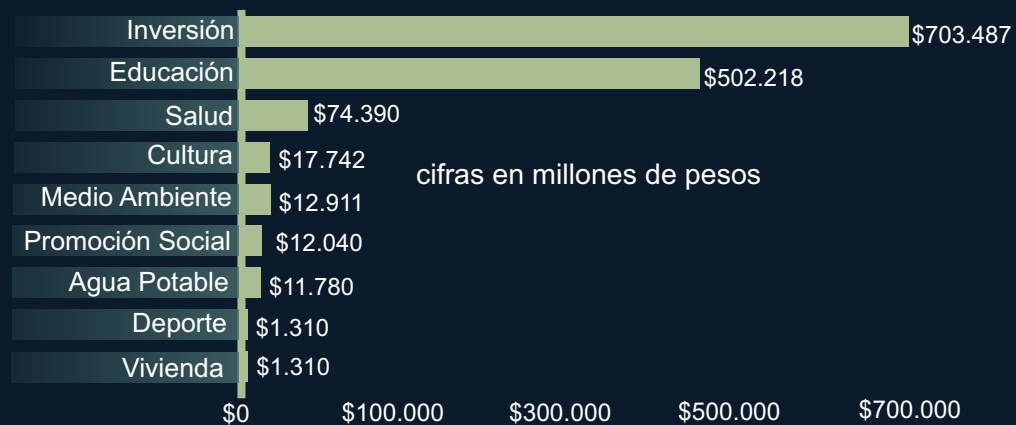 Inversión $703.487
Educación $502.218
Salud $74.390
Cultura $17.742
cifras en millones de pesos
Medio Ambiente $12.911
Promoción Social $12.040
Agua Potable $11.780
Deporte $1.310
Vivienda $1.310
$0 $100.000 $300.000 $500.000 $700.000